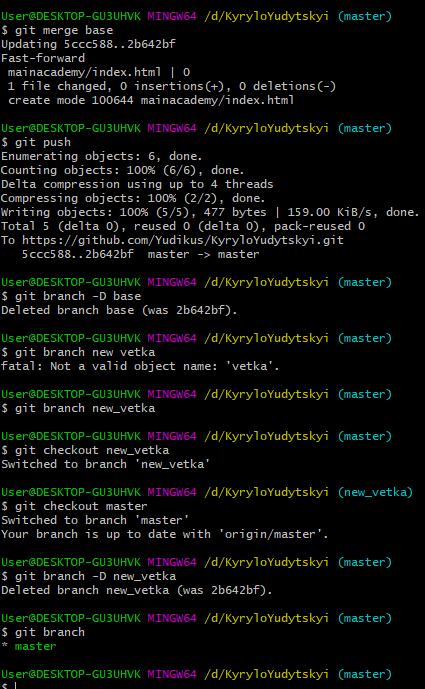 User@DESKTOP-GU3UHVK MINGW64 /d/KyryloYudytskyi (master)
$ git merge base
Updating 5ccc588..2b642bf
Fast-forward
 mainacademy/index.html | 0
 1 file changed, 0 insertions(+), 0 deletions(-)
 create mode 100644 mainacademy/index.html
User@DESKTOP-GU3UHVK MINGW64 /d/KyryloYudytskyi (master)
$ git push
Enumerating objects: 6, done.
Counting objects: 100% (6/6), done.
Delta compression using up to 4 threads
Compressing objects: 100% (2/2), done.
Writing objects: 100% (5/5), 477 bytes | 159.00 KiB/s, done.
Total 5 (delta 0), reused 0 (delta 0), pack-reused 0
To https://github.com/Yudikus/KyryloYudytskyi.git
   5ccc588..2b642bf  master -> master
User@DESKTOP-GU3UHVK MINGW64 /d/KyryloYudytskyi (master)
$ git branch -D base
Deleted branch base (was 2b642bf).
User@DESKTOP-GU3UHVK MINGW64 /d/KyryloYudytskyi (master)
$ git branch new vetka
fatal: Not a valid object name: 'vetka'.
User@DESKTOP-GU3UHVK MINGW64 /d/KyryloYudytskyi (master)
$ git branch new_vetka
User@DESKTOP-GU3UHVK MINGW64 /d/KyryloYudytskyi (master)
$ git checkout new_vetka
Switched to branch 'new_vetka'
User@DESKTOP-GU3UHVK MINGW64 /d/KyryloYudytskyi (new_vetka)
$ git checkout master
Switched to branch 'master'
Your branch is up to date with 'origin/master'.
User@DESKTOP-GU3UHVK MINGW64 /d/KyryloYudytskyi (master)
$ git branch -D new_vetka
Deleted branch new_vetka (was 2b642bf).
User@DESKTOP-GU3UHVK MINGW64 /d/KyryloYudytskyi (master)
$ git branch
* master
User@DESKTOP-GU3UHVK MINGW64 /d/KyryloYudytskyi (master)
$